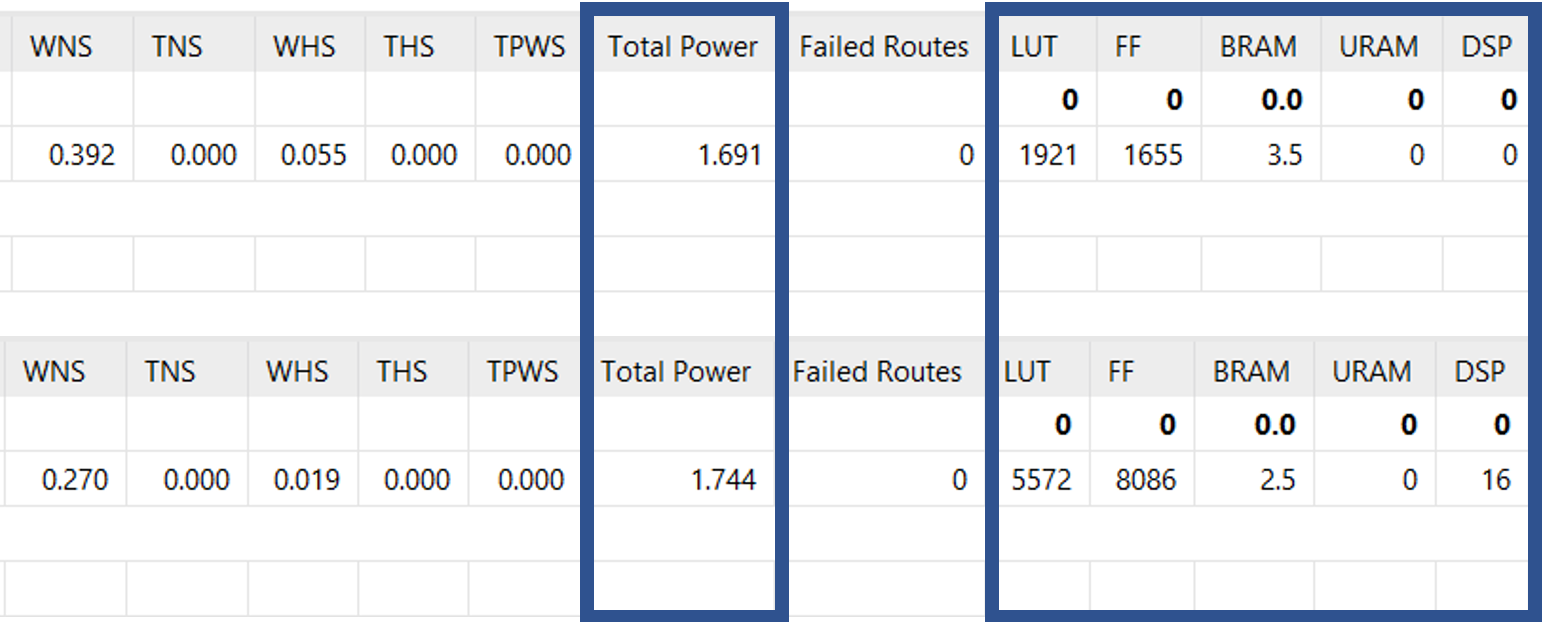 WNS TNS WHS THS TPWS Total Power Failed Routes LUT FF BRAM URAM DSP
0 0 0.0 0 0
0.392 0.000 0.055 0.000 0.000 1.691 0 1921 1655 3.5 0 0
WNS TNS WHS THS TPWS Total Power Failed Routes LUT FF BRAM URAM DSP
0 0 0.0 0 0
0.270 0.000 0.019 0.000 0.000 1.744 0 5572 8086 2.5 0 16